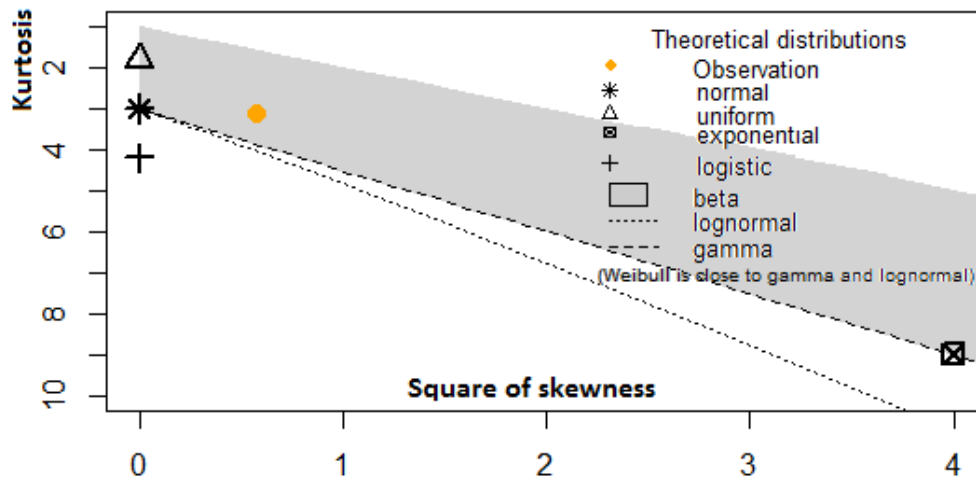 Kurtosis
2
4
6
8
10
Theoretical distributions
Observation
normal
uniform
exponential
logistic
beta
lognormal
gamma
(Weibull is close to gamma and lognormal)
Square of skewness
0 1 2 3 4